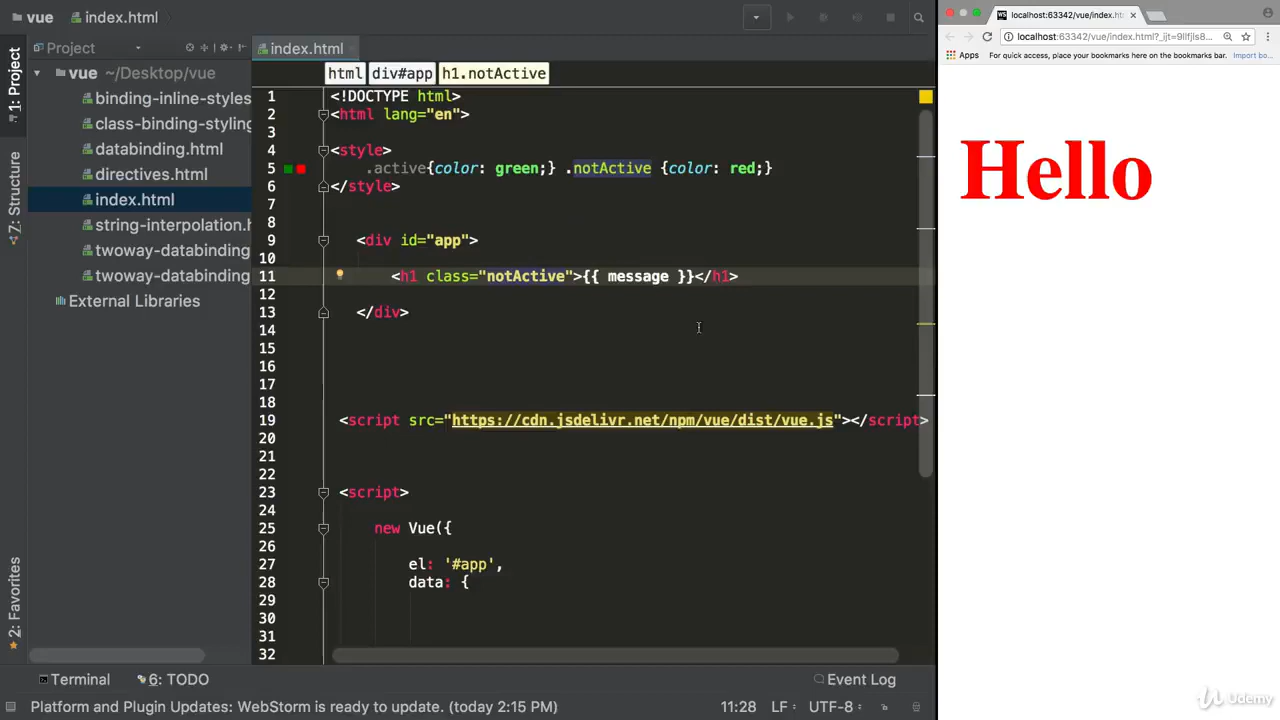 vue index.html
Project
index.html
html div#app h1.notActive
vue ~/Desktop/vue
binding-inline-styles
class-binding-styling
databinding.html
directives.html
index.html
string-interpolation.h
twoway-databinding
twoway-databinding
External Libraries
1: Project
7: Structure
2: Favorites
1 <!DOCTYPE html>
2 <html lang="en">
3
4 <style>
5 .active{color: green;} .notActive {color: red;}
6 </style>
7
8
9 <div id="app">
10
11 <h1 class="notActive">{{ message }}</h1>
12
13 </div>
14
15
16
17
18
19 <script src="https://cdn.jsdelivr.net/npm/vue/dist/vue.js"></script>
20
21
22
23 <script>
24
25 new Vue({
26
27 el: '#app',
28 data: {
29
30
31
32
Terminal 6: TODO Event Log
Platform and Plugin Updates: WebStorm is ready to update. (today 2:15 PM) 11:28 LF UTF-8
localhost:63342/vue/index.ht
localhost:63342/vue/index.html?_ijt=9llfjis8...
Apps For quick access, place your bookmarks here on the bookmarks bar. Import bo...
Hello
Udemy